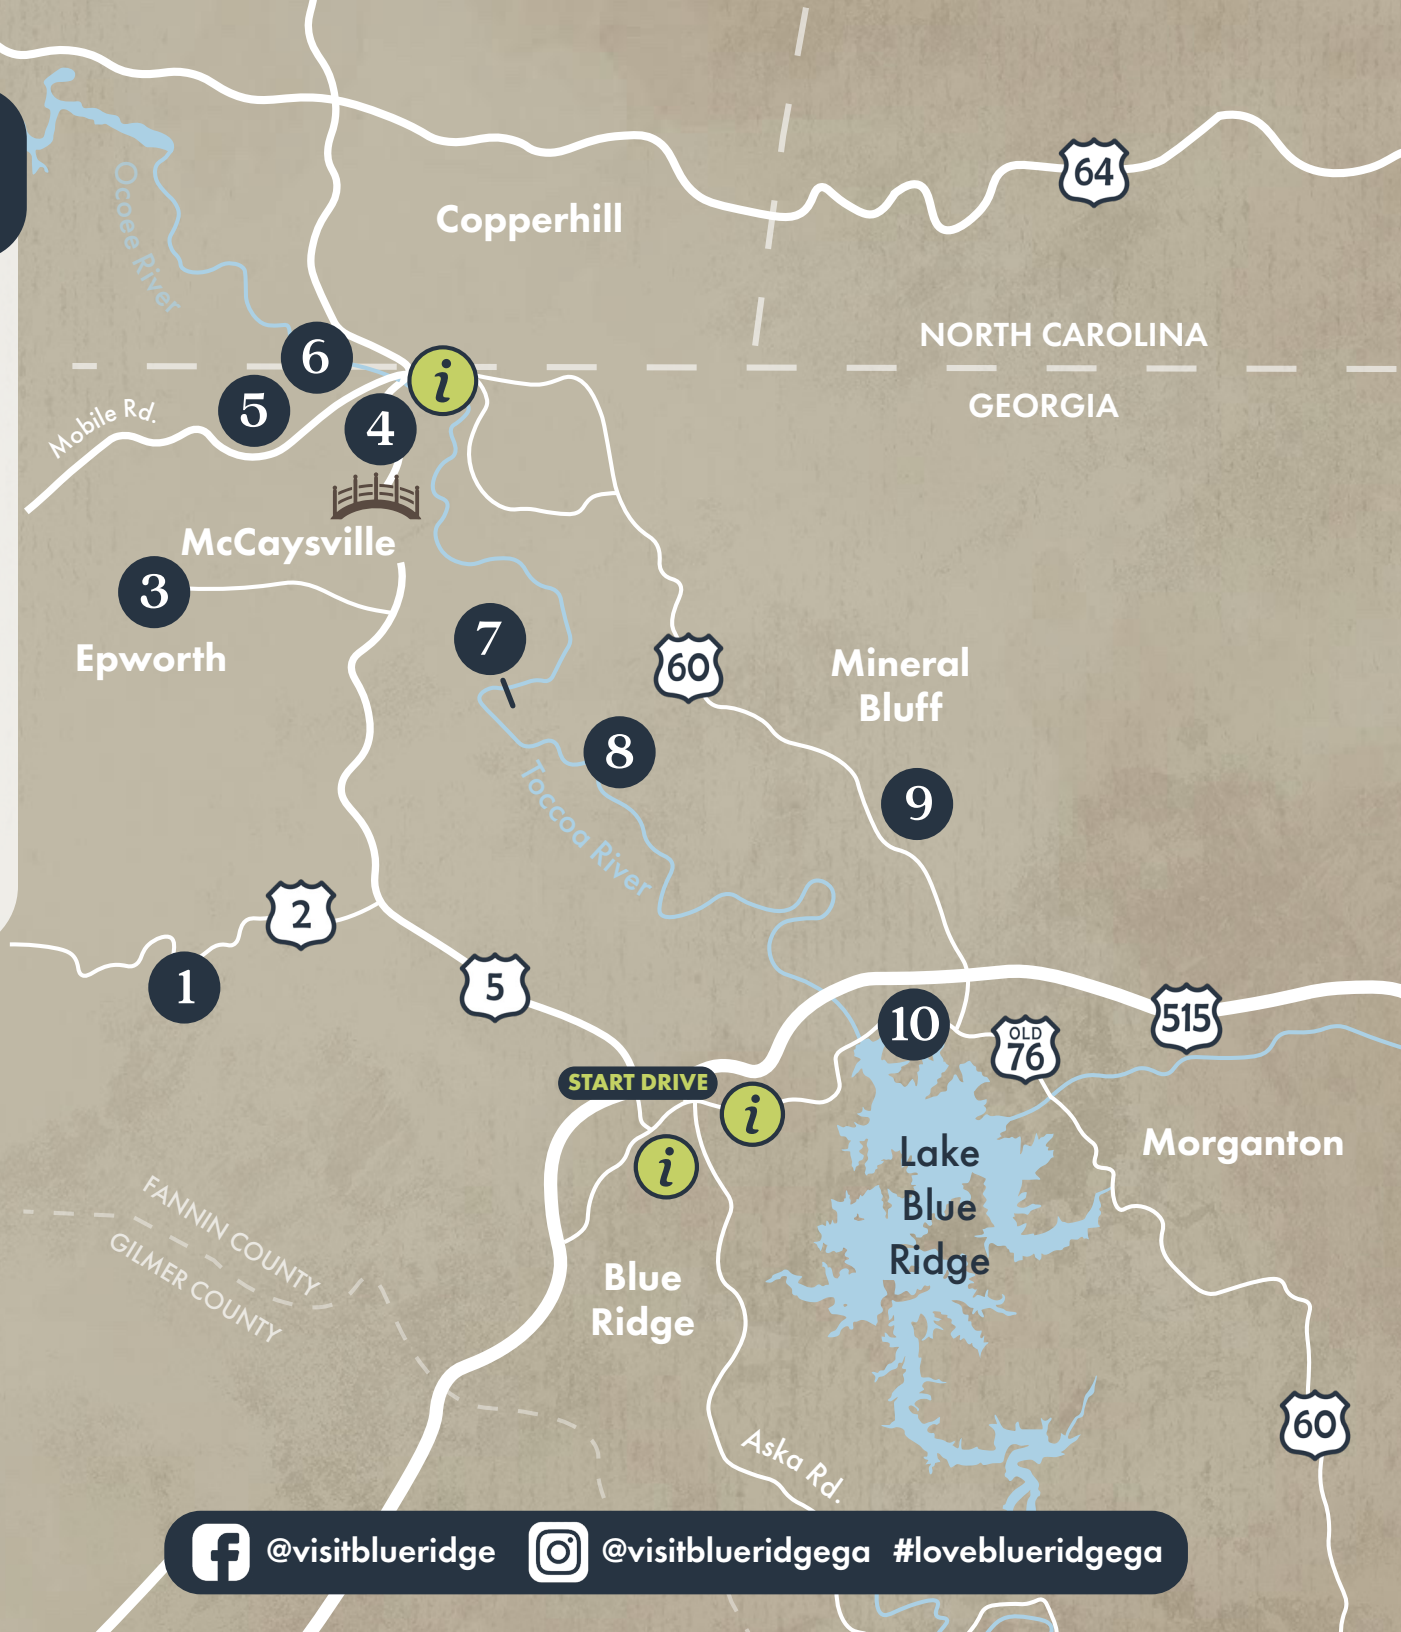 64
Ocoee River
Copperhill
NORTH CAROLINA
GEORGIA
6
i
5
4
Mobile Rd.
McCaysville
3
Epworth
7
60
Mineral
Bluff
8
9
Toccoa River
2
1
5
10
OLD
76
515
START DRIVE
i
i
Lake
Blue
Ridge
Morganton
FANNIN COUNTY
GILMER COUNTY
Blue
Ridge
60
Aska Rd.
@visitblueridge @visitblueridgega #loveblueridgega